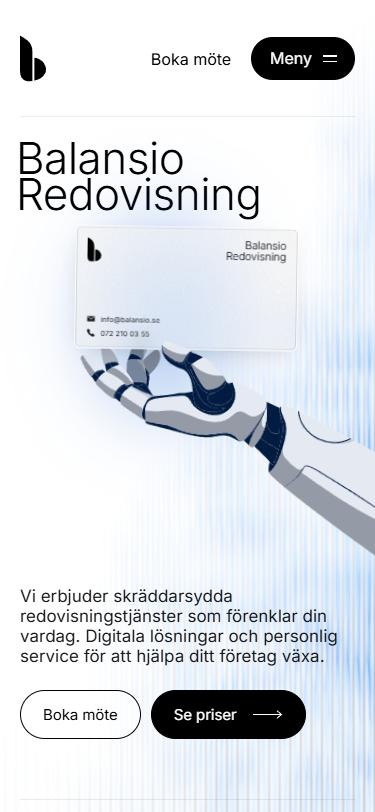 Boka möte
Meny
Balansio
Redovisning
Balansio
Redovisning
info@balansio.se
072 210 03 55
Vi erbjuder skräddarsydda
redovisningstjänster som förenklar din
vardag. Digitala lösningar och personlig
service för att hjälpa ditt företag växa.
Boka möte
Se priser